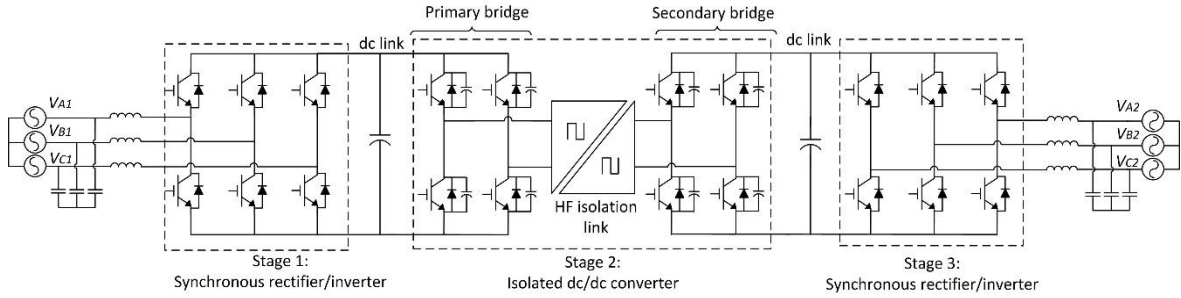 Primary bridge
Secondary bridge
dc link
dc link
VA1
VB1
VC1
VA2
VB2
VC2
HF isolation
link
Stage 1:
Synchronous rectifier/inverter
Stage 2:
Isolated dc/dc converter
Stage 3:
Synchronous rectifier/inverter